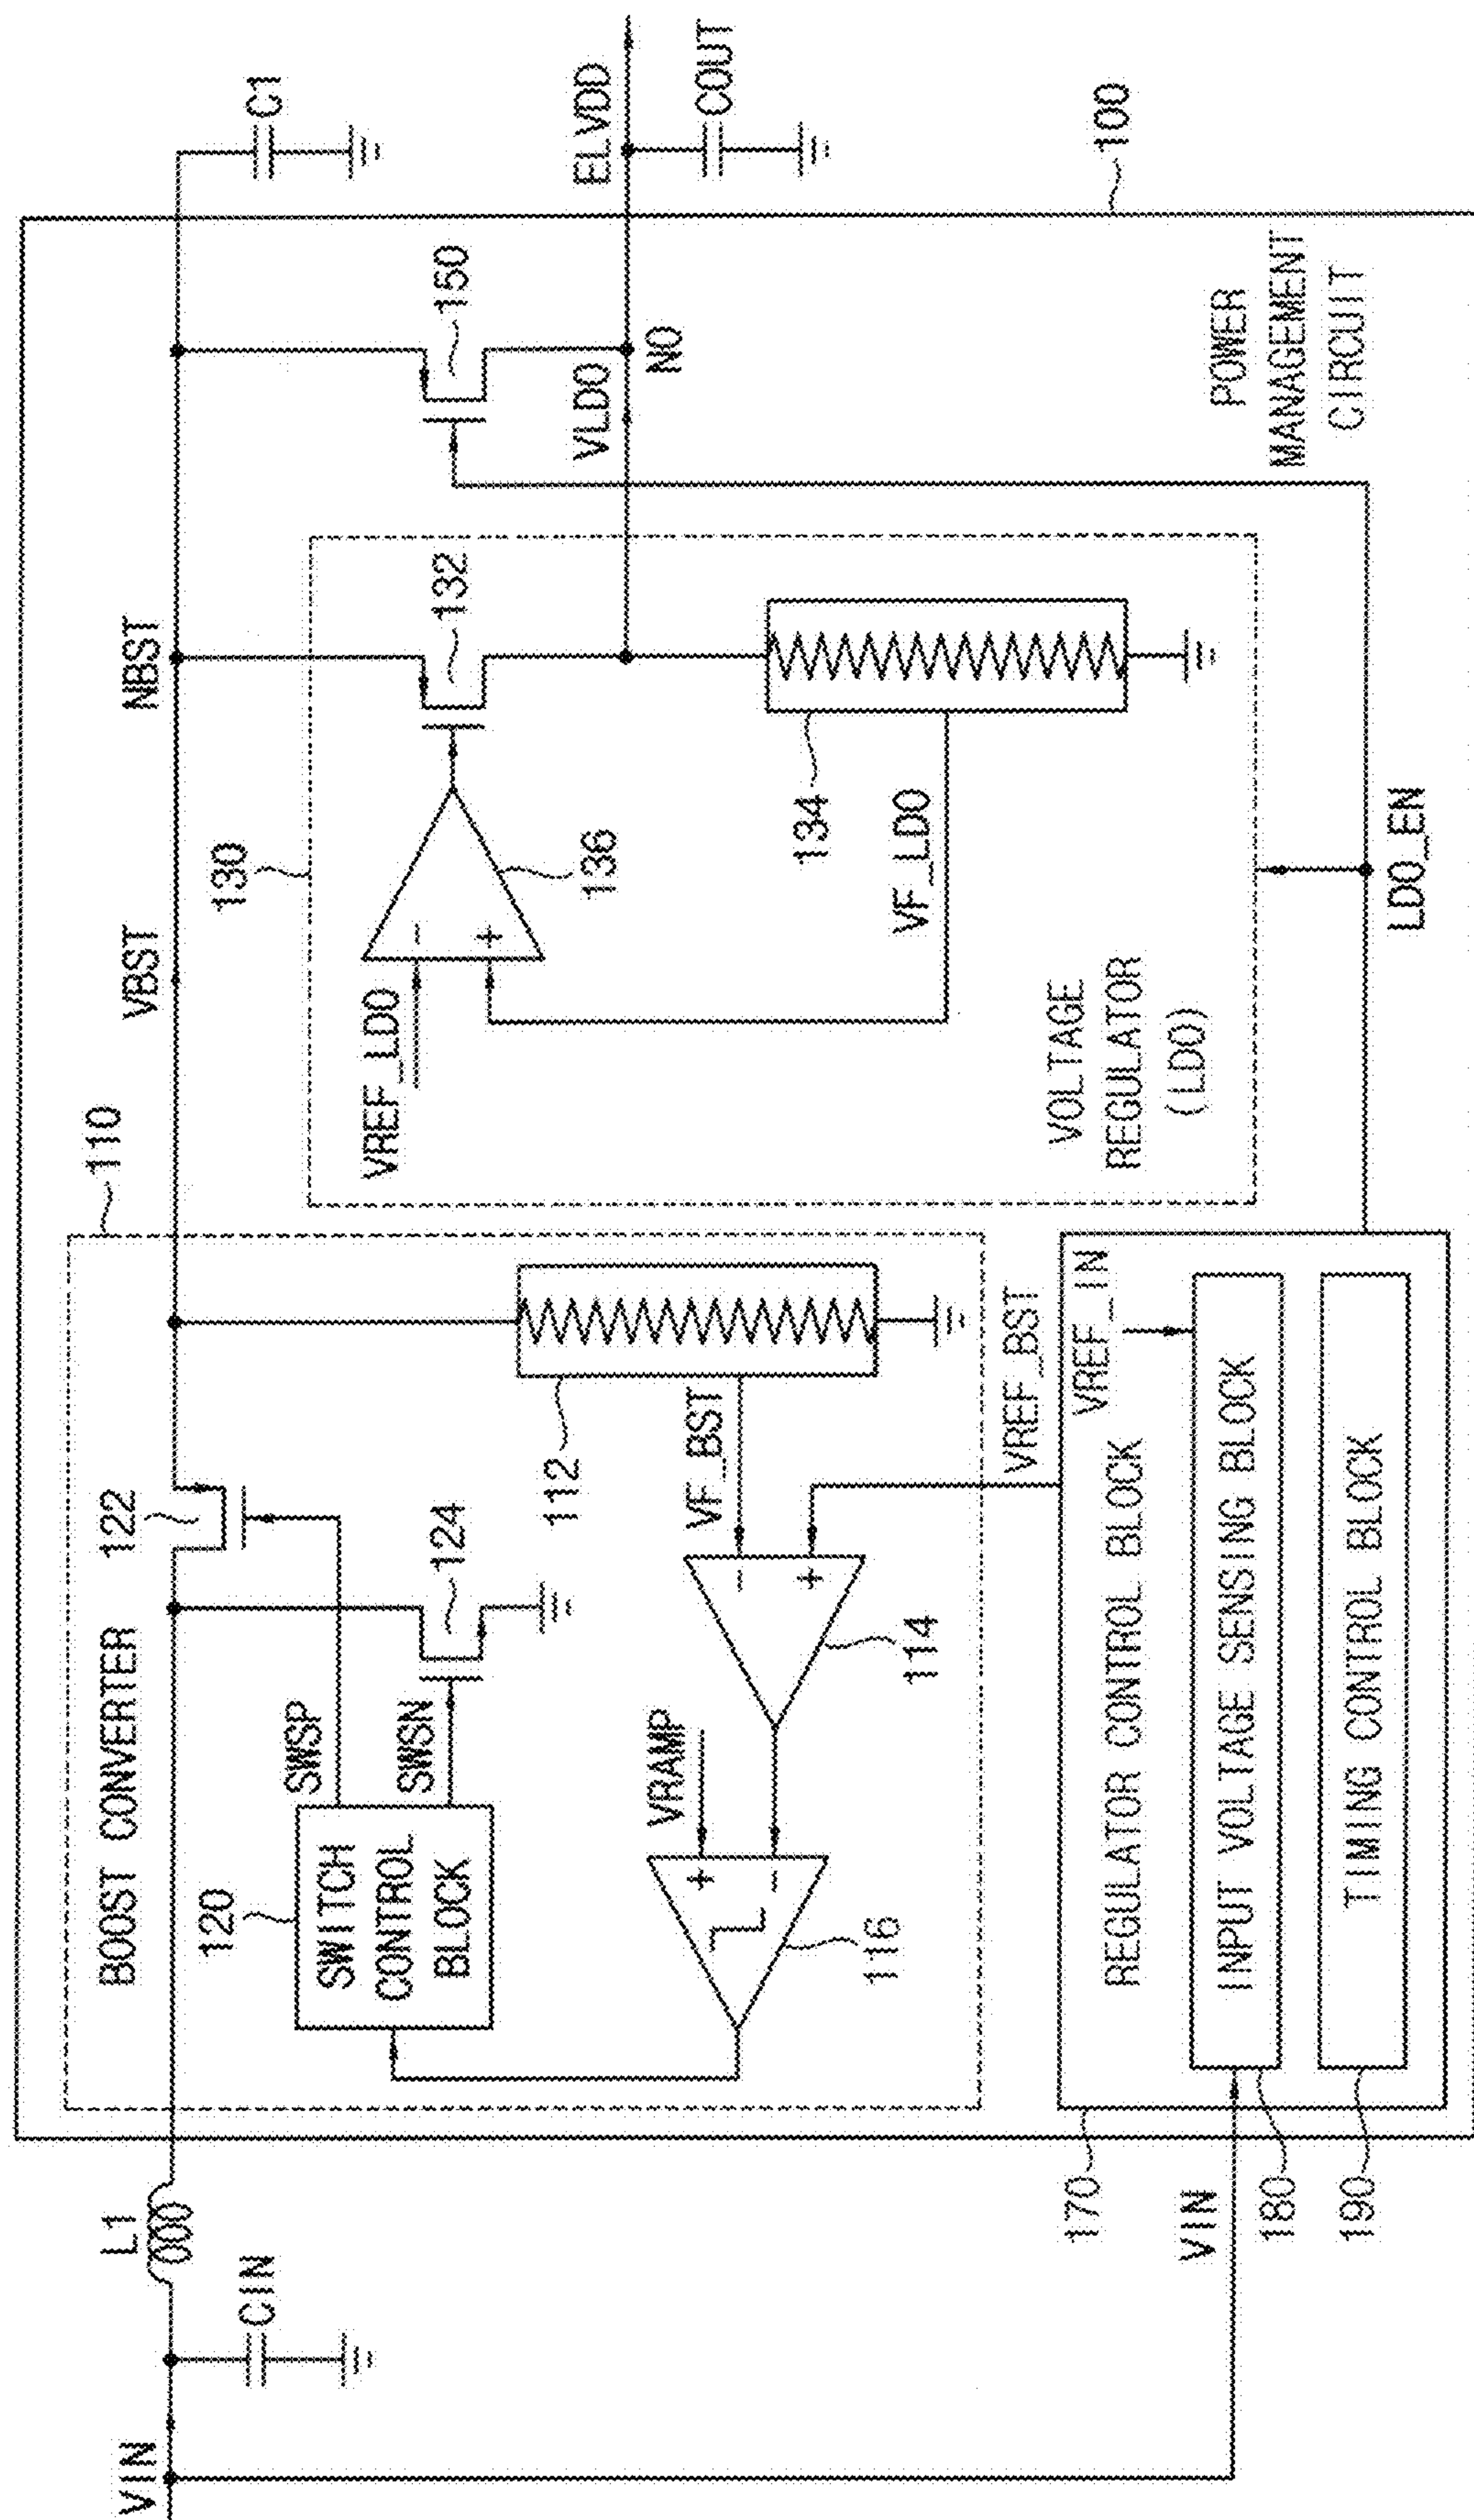 100
POWER
MANAGEMENT
CIRCUIT
VIN
CIN
L1
BOOST CONVERTER
110
122
SWSP
120
SWITCH
CONTROL
BLOCK
SWSN
124
112
VF_BST
VRAMP
+
-
116
-
+
114
VREF_BST
VBST
NBST
C1
130
VREF_LDO
-
+
136
132
134
VF_LDO
VOLTAGE
REGULATOR
(LDO)
150
VLDO
NO
ELVDD
COUT
LDO_EN
170
REGULATOR CONTROL BLOCK
VREF_IN
VIN
180
INPUT VOLTAGE SENSING BLOCK
190
TIMING CONTROL BLOCK